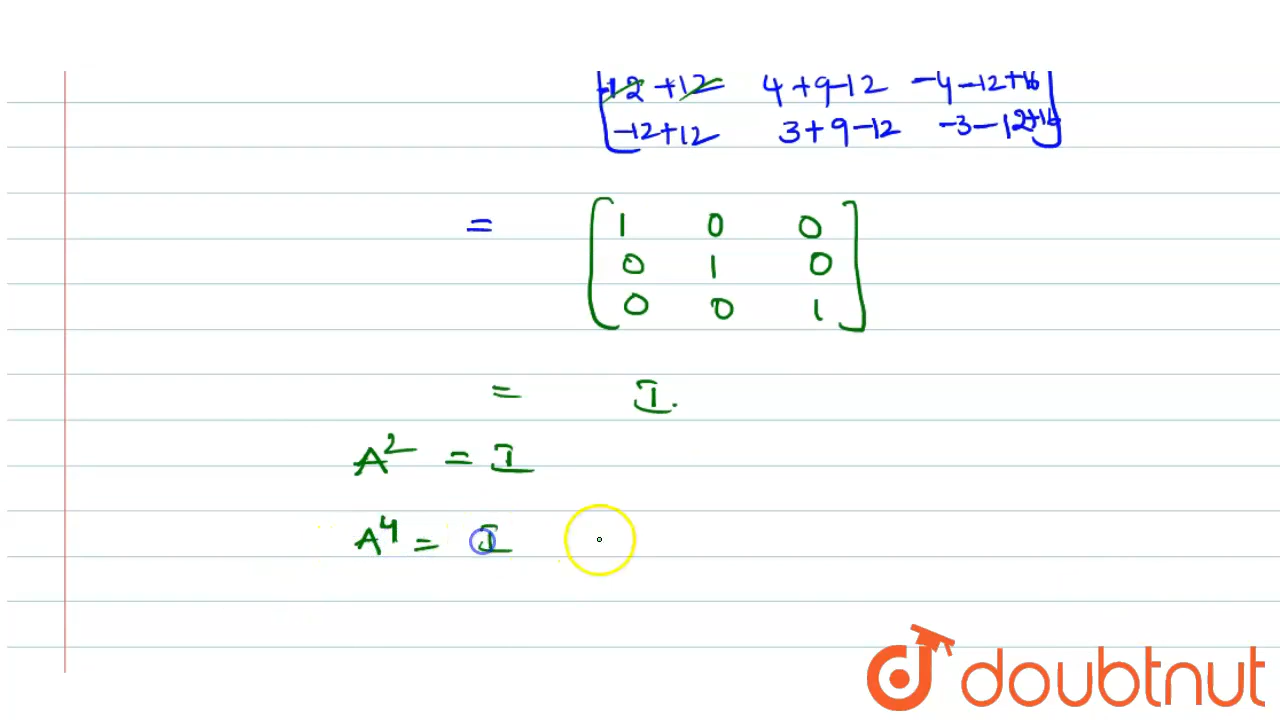 -12 +12 4+9-12 -4-12+16
-12+12 3+9-12 -3-12+16
= 1 0 0
0 1 0
0 0 1
= I.
A² = I
A⁴ = I
doubtnut